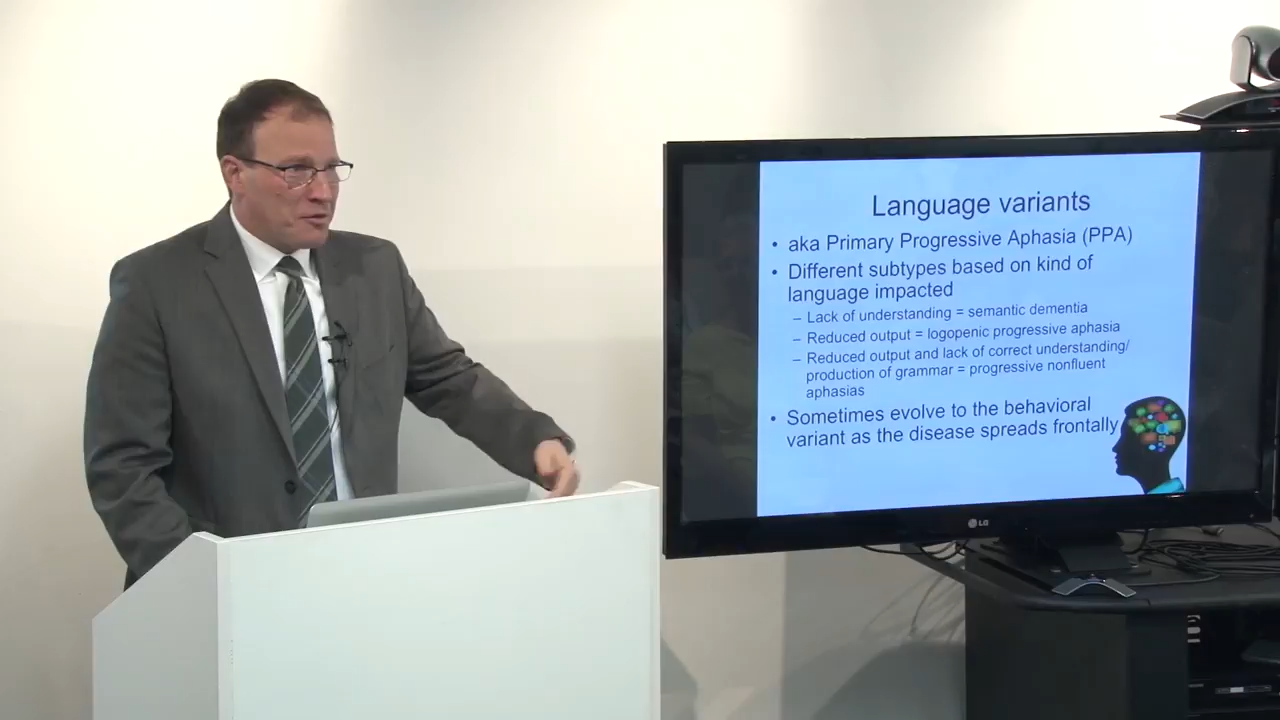 Language variants
• aka Primary Progressive Aphasia (PPA)
• Different subtypes based on kind of
language impacted
– Lack of understanding = semantic dementia
– Reduced output = logopenic progressive aphasia
– Reduced output and lack of correct understanding/
production of grammar = progressive nonfluent
aphasias
• Sometimes evolve to the behavioral
variant as the disease spreads frontally
LG